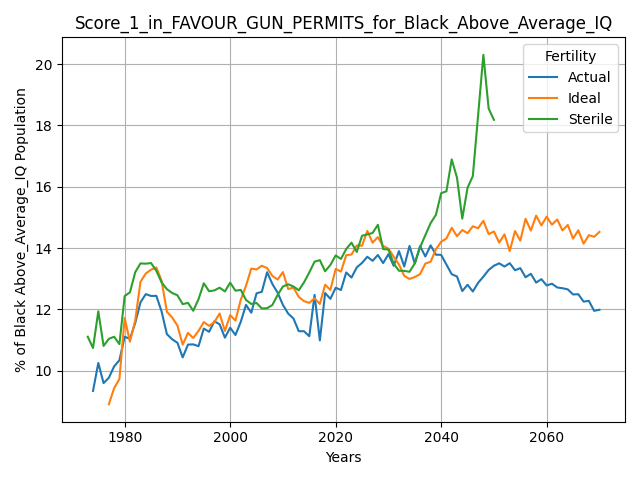 Score_1_in_FAVOUR_GUN_PERMITS_for_Black_Above_Average_IQ
% of Black Above_Average_IQ Population
20
18
16
14
12
10
Fertility
Actual
Ideal
Sterile
1980 2000 2020 2040 2060
Years